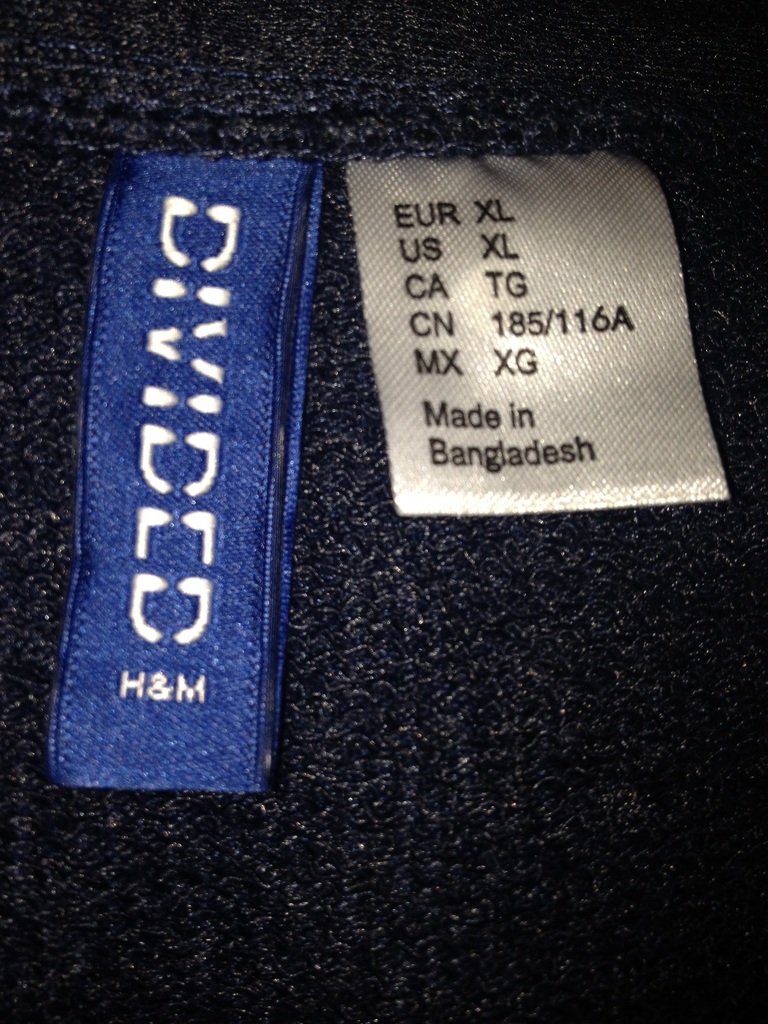 DIVIDED
H&M
EUR XL
US XL
CA TG
CN 185/116A
MX XG
Made in
Bangladesh